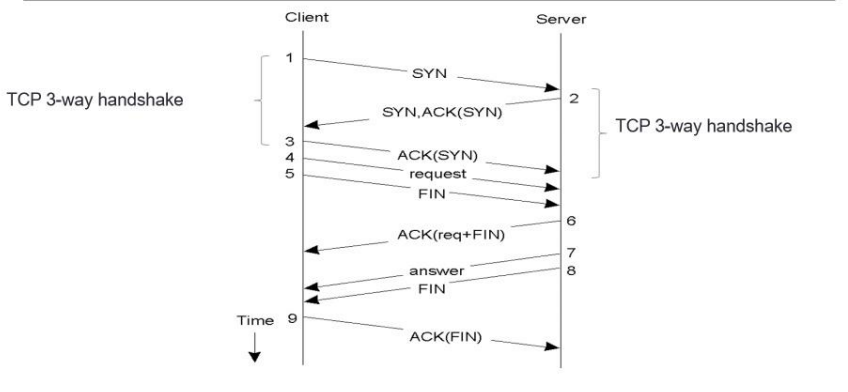 Client Server
1
SYN
2
TCP 3-way handshake
SYN,ACK(SYN)
TCP 3-way handshake
3
ACK(SYN)
4
request
5
FIN
6
ACK(req+FIN)
7
answer
8
FIN
Time 9
ACK(FIN)